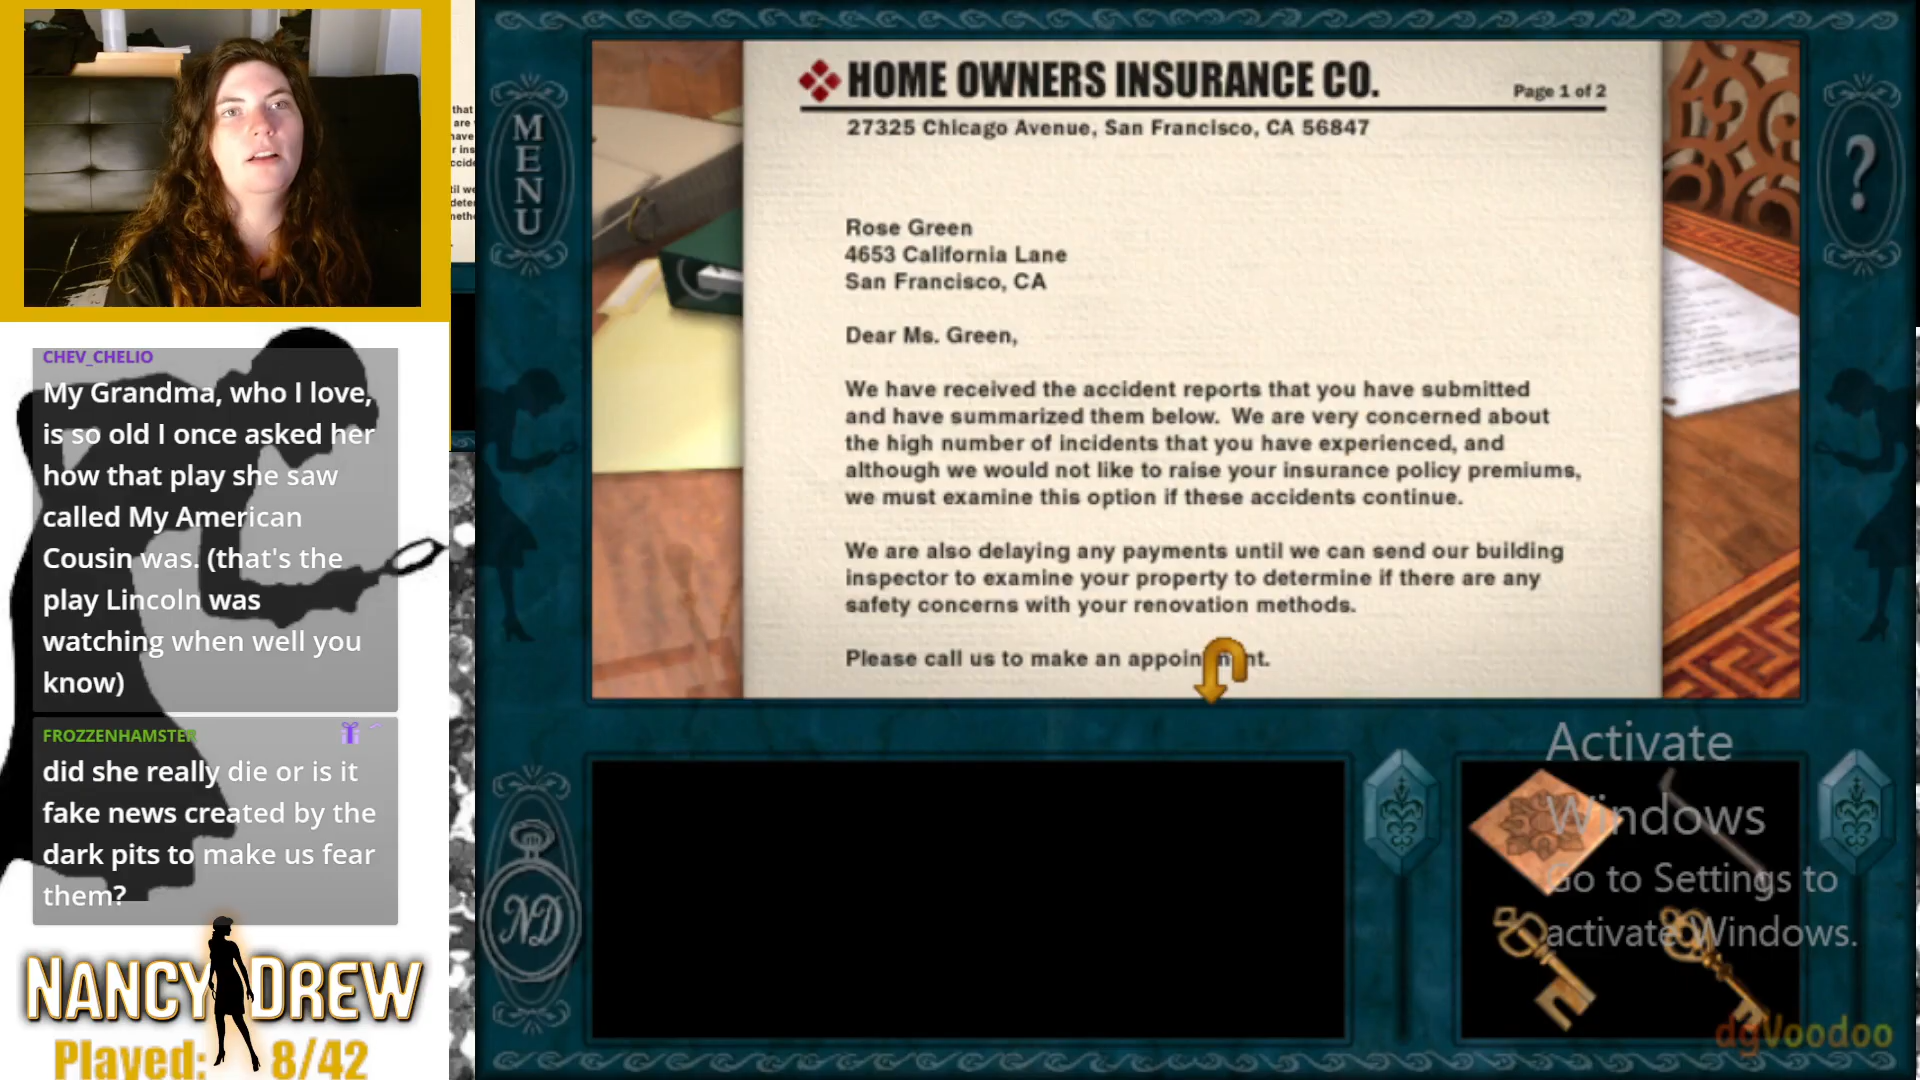 CHEV_CHELIO
My Grandma, who I love,
is so old I once asked her
how that play she saw
called My American
Cousin was. (that's the
play Lincoln was
watching when well you
know)
FROZZENHAMSTER
did she really die or is it
fake news created by the
dark pits to make us fear
them?
NANCY DREW
Played: 8/42
that
are
have
MENU
HOME OWNERS INSURANCE CO.
Page 1 of 2
27325 Chicago Avenue, San Francisco, CA 56847
Rose Green
4653 California Lane
San Francisco, CA
Dear Ms. Green,
We have received the accident reports that you have submitted
and have summarized them below. We are very concerned about
the high number of incidents that you have experienced, and
although we would not like to raise your insurance policy premiums,
we must examine this option if these accidents continue.
We are also delaying any payments until we can send our building
inspector to examine your property to determine if there are any
safety concerns with your renovation methods.
Please call us to make an appointment.
?
ND
Activate
Windows
Go to Settings to
activate Windows.
dgVoodoo